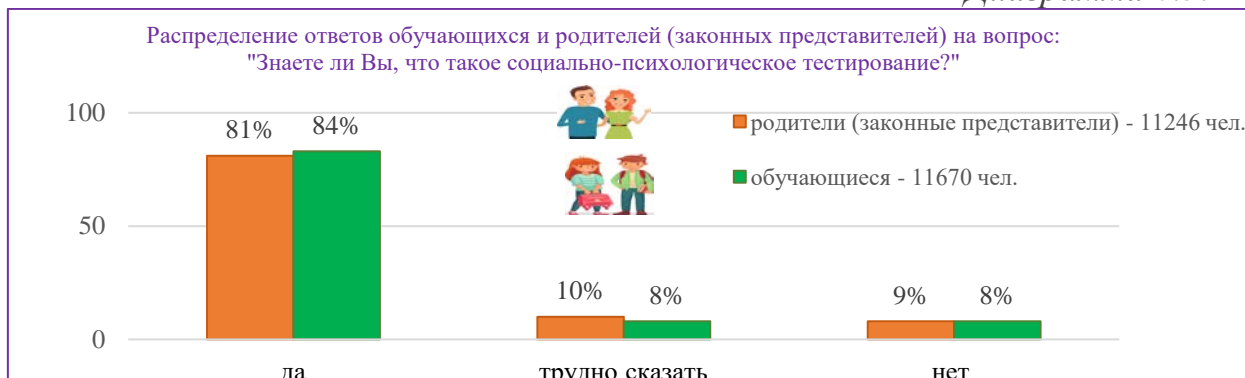 Распределение ответов обучающихся и родителей (законных представителей) на вопрос:
"Знаете ли Вы, что такое социально-психологическое тестирование?"
100
81%
84%
родители (законные представители) - 11246 чел.
обучающиеся - 11670 чел.
50
10%
8%
9%
8%
0
да
трудно сказать
нет